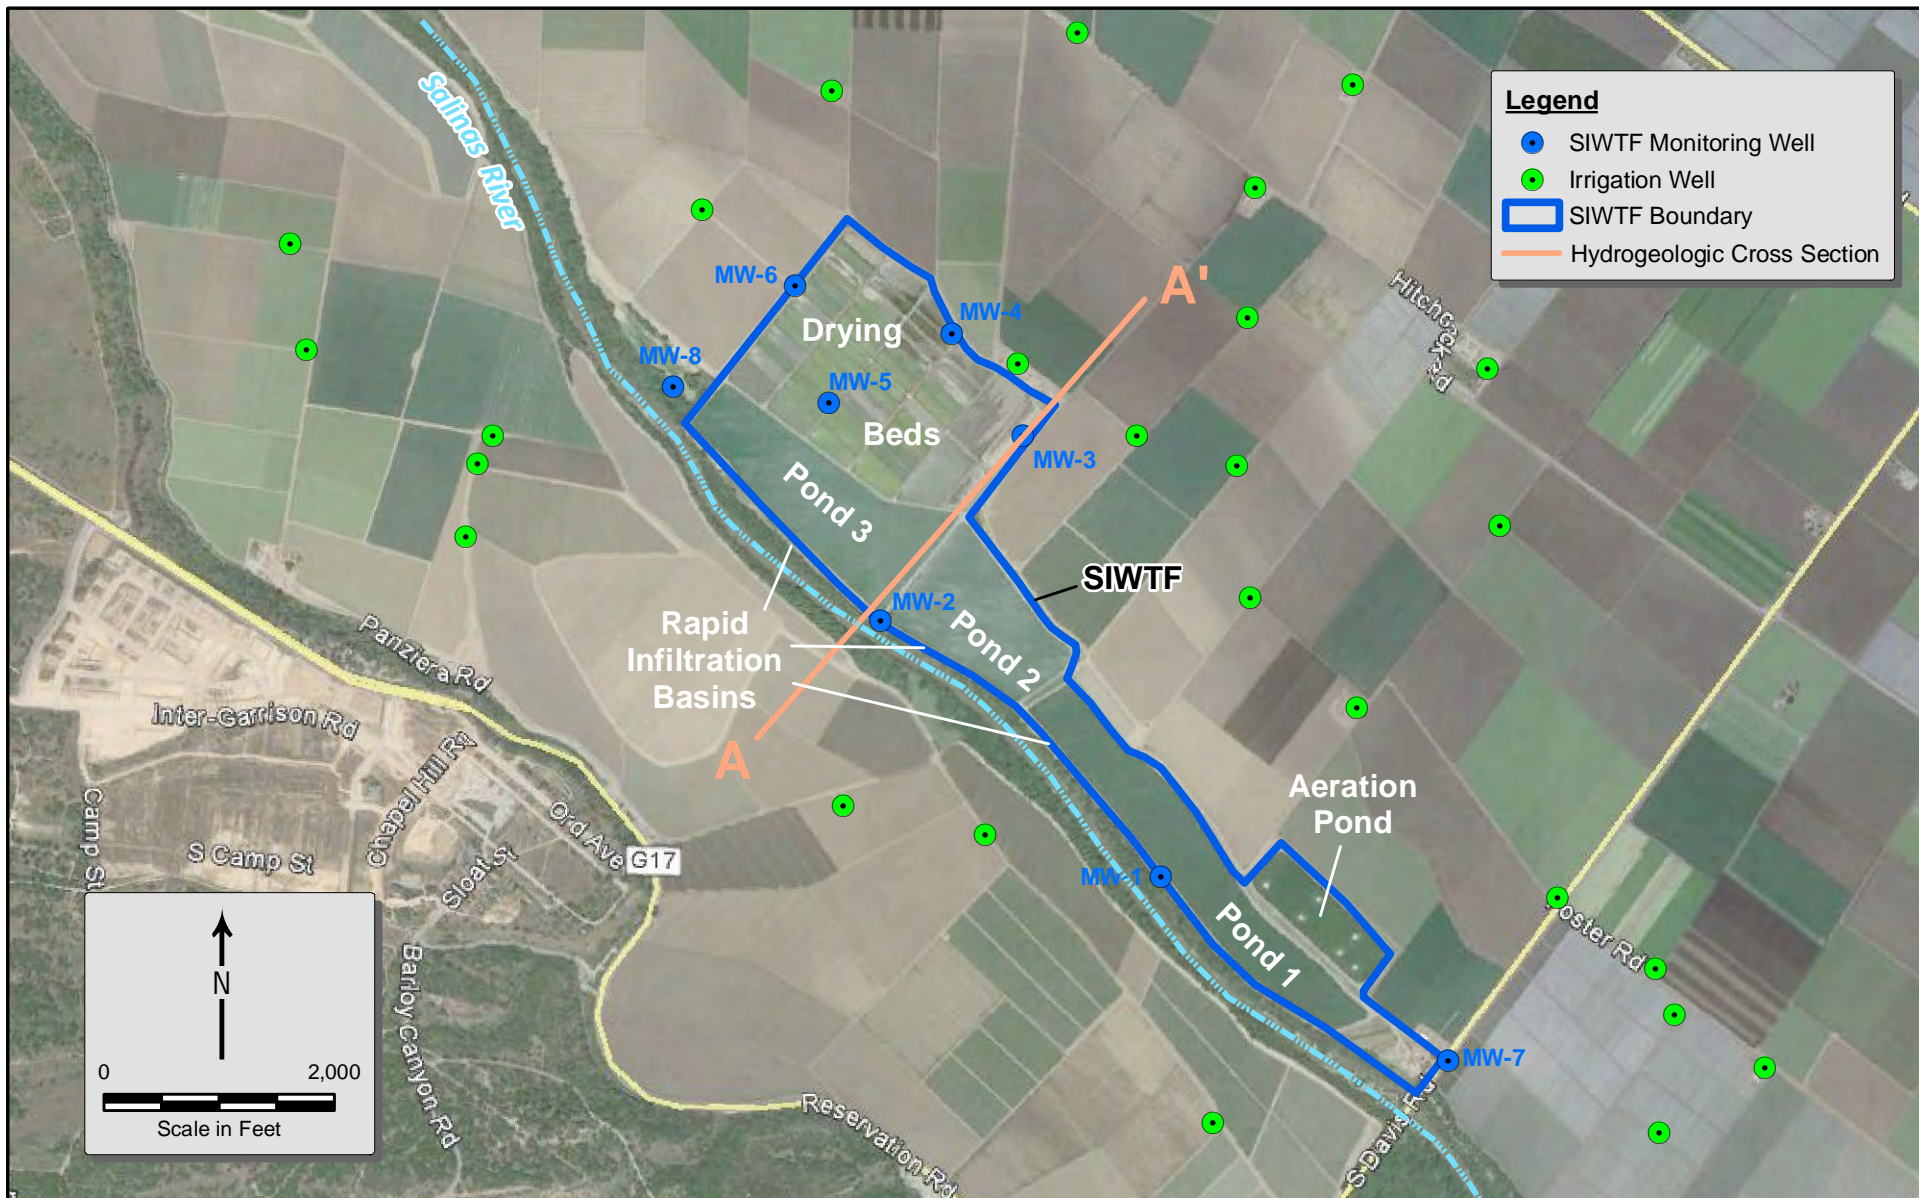 Legend
SIWTF Monitoring Well
Irrigation Well
SIWTF Boundary
Hydrogeologic Cross Section
Salinas River
Hitchcock Rd
A'
MW-6
MW-4
Drying
MW-8
MW-5
Beds
MW-3
Pond 3
SIWTF
MW-2
Rapid
Infiltration
Basins
Pond 2
Panziera Rd
Inter-Garrison Rd
A
Aeration
Pond
Camp St
Chapel Hill Rd
Ord Ave
S Camp St
Sloat St
G17
MW-1
Pond 1
Foster Rd
N
0 2,000
Scale in Feet
Barloy Canyon Rd
MW-7
Reservation Rd
S Davis Rd